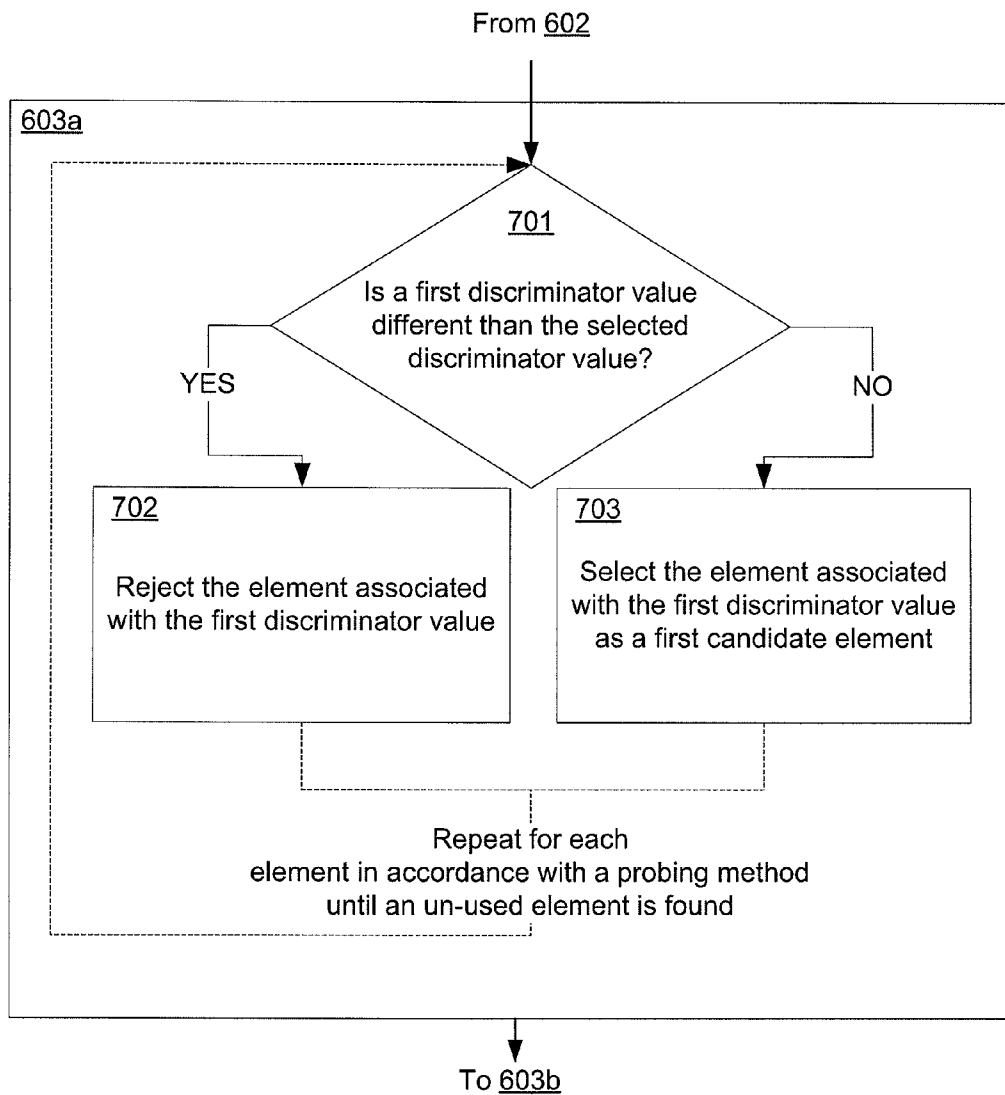 From 602
603a
701
Is a first discriminator value
different than the selected
discriminator value?
YES
NO
702
Reject the element associated
with the first discriminator value
703
Select the element associated
with the first discriminator value
as a first candidate element
Repeat for each
element in accordance with a probing method
until an un-used element is found
To 603b